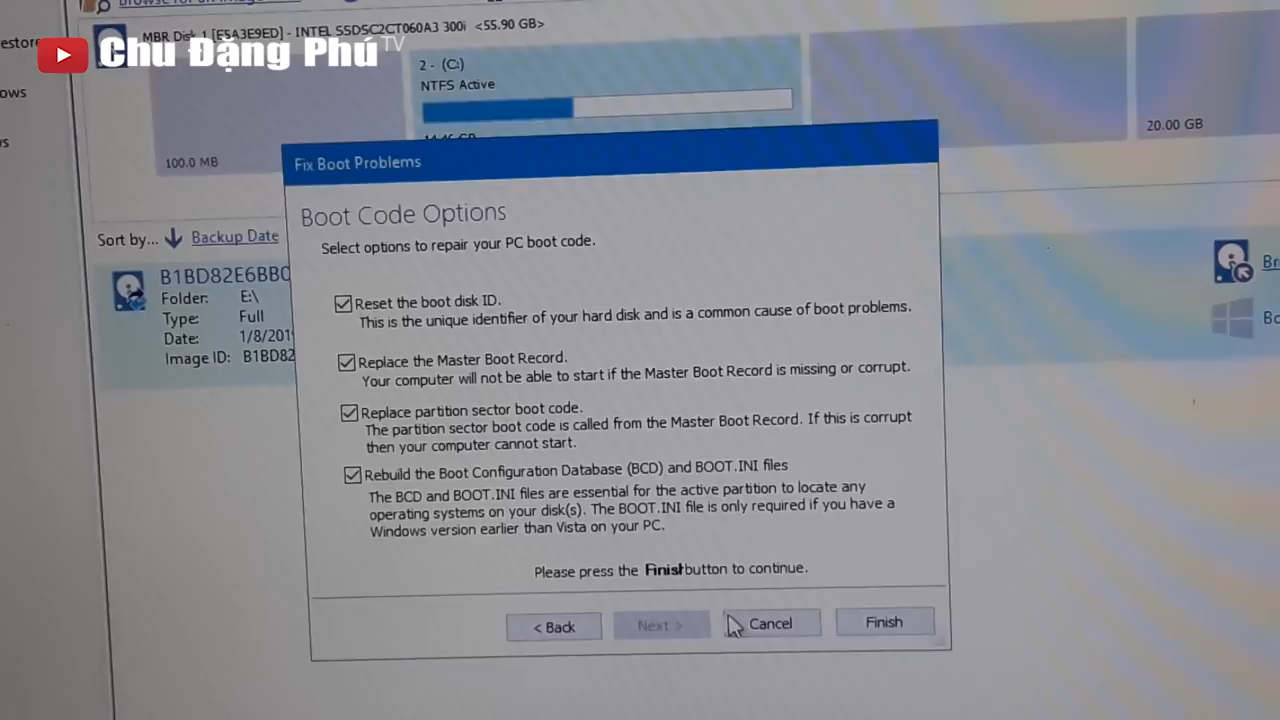 MBR Disk 1 [E5A3E9ED] - INTEL SSDSC2CT060A3 300i <55.90 GB>
Chu Đặng Phú TV
2 - (C:)
NTFS Active
100.0 MB
20.00 GB
Fix Boot Problems
Boot Code Options
Select options to repair your PC boot code.
Sort by... Backup Date
B1BD82E6BB
Folder: E:\
Type: Full
Date: 1/8/201
Image ID: B1BD82
Reset the boot disk ID.
This is the unique identifier of your hard disk and is a common cause of boot problems.
Replace the Master Boot Record.
Your computer will not be able to start if the Master Boot Record is missing or corrupt.
Replace partition sector boot code.
The partition sector boot code is called from the Master Boot Record. If this is corrupt
then your computer cannot start.
Rebuild the Boot Configuration Database (BCD) and BOOT.INI files
The BCD and BOOT.INI files are essential for the active partition to locate any
operating systems on your disk(s). The BOOT.INI file is only required if you have a
Windows version earlier than Vista on your PC.
Please press the Finish button to continue.
< Back
Next >
Cancel
Finish